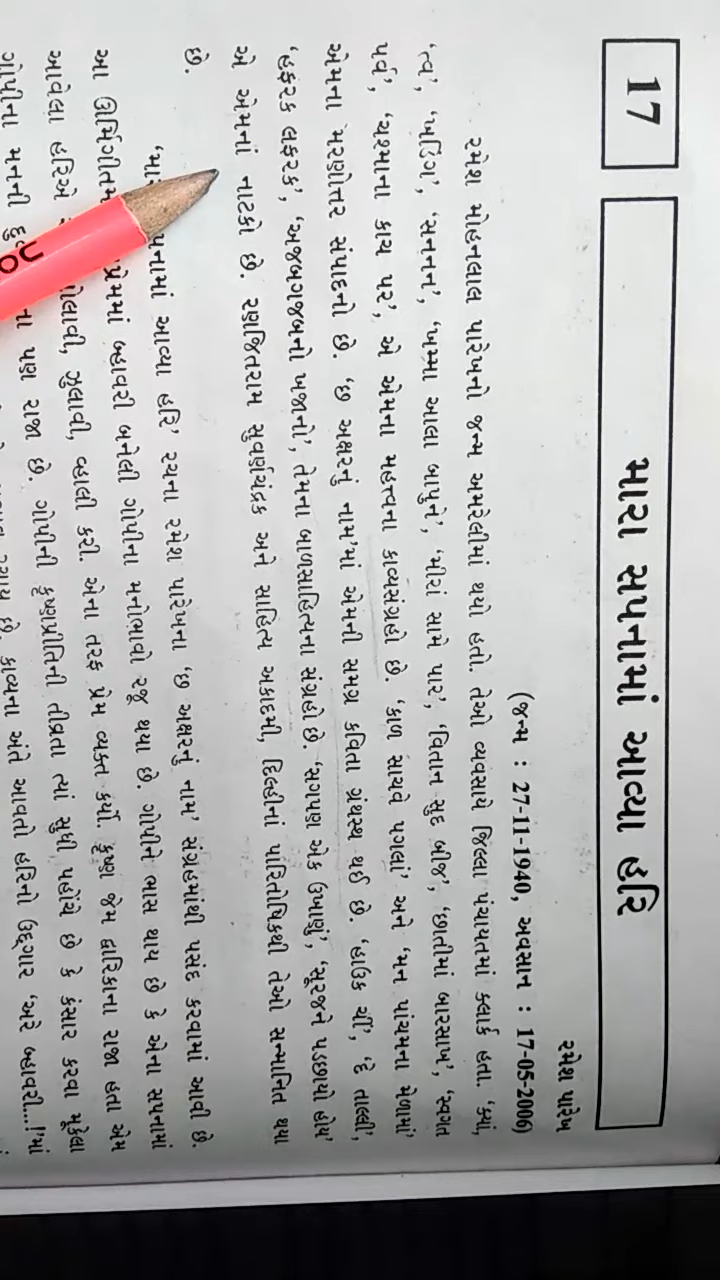 17
મારા સપનામાં આવ્યા હરિ
રમેશ પારેખ
(જન્મ : 27-11-1940, અવસાન : 17-05-2006)
રમેશ મોહનલાલ પારેખનો જન્મ અમરેલીમાં થયો હતો. તેઓ વ્યવસાયે જિલ્લા પંચાયતમાં ક્લાર્ક હતા. ‘ક્યાં,
‘ત્વ’, ‘ખડિંગ’, ‘સનનન’, ‘ખમ્મા આલા બાપુને’, ‘મીરાં સામે પાર’, ‘વિતાન સુદ બીજ’, ‘છાતીમાં બારસાખ’, ‘સ્વગત
પર્વ’, ‘ચશ્માના કાચ પર’, એ એમના મહત્વના કાવ્યસંગ્રહો છે. ‘કાળ સાચવે પગલાં’ અને ‘મન પાંચમના મેળામાં’
એમના મરણોત્તર સંપાદનો છે. ‘છ અક્ષરનું નામ’માં એમની સમગ્ર કવિતા ગ્રંથસ્થ થઈ છે. ‘હાઉક ચીં’, ‘દે તાલ્લી’,
‘હફરક લફરક’, ‘અજબગજબનો ખજાનો’, તેમના બાળસાહિત્યના સંગ્રહો છે. ‘સગપણ એક ઉખાણું’, ‘સૂરજને પડછાયો હોય’
એ એમનાં નાટકો છે. રણજિતરામ સુવર્ણચંદ્રક અને સાહિત્ય અકાદમી, દિલ્હીનાં પારિતોષિકથી તેઓ સન્માનિત થયા
છે.
આવ્યા હરિ’ રચના રમેશ પારેખના ‘છ અક્ષરનું નામ’ સંગ્રહમાંથી પસંદ કરવામાં આવી છે.
આ પ્રેમમાં બ્હાવરી બનેલી ગોપીના મનોભાવો રજૂ થયા છે. ગોપીને ભાસ થાય છે કે એના સપનામાં
આવેલા હરિએ બોલાવી, ઝુલાવી, વ્હાલી કરી. એના તરફ પ્રેમ વ્યક્ત કર્યો. કૃષ્ણ જેમ દ્વારિકાના રાજા હતા એમ
ગોપીના મનની પણ રાજા છે. ગોપીની કૃષ્ણપ્રીતિની તીવ્રતા ત્યાં સુધી પહોંચે છે કે કંસાર કરવા મૂકેલા
છે. કાવ્યના અંતે આવતો હરિનો ઉદ્ગાર ‘અરે બ્હાવરી...!’માં